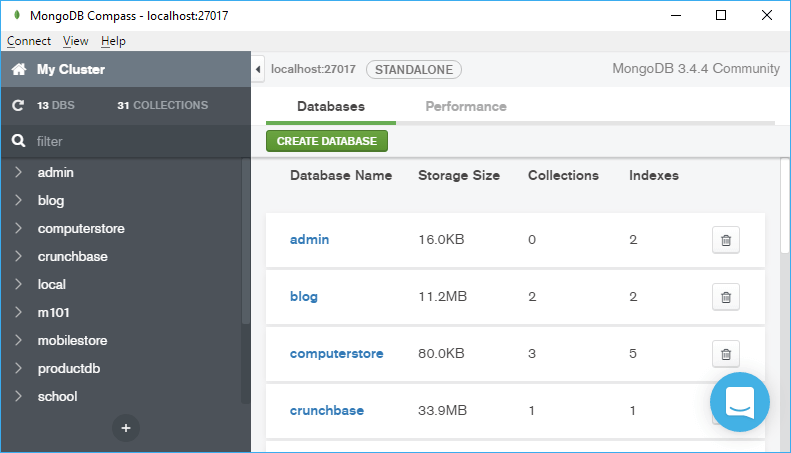 MongoDB Compass - localhost:27017
Connect View Help
My Cluster
localhost:27017 STANDALONE MongoDB 3.4.4 Community
13 DBS 31 COLLECTIONS
Databases Performance
filter
CREATE DATABASE
admin
blog
computerstore
crunchbase
local
m101
mobilestore
productdb
school
Database Name Storage Size Collections Indexes
admin 16.0KB 0 2
blog 11.2MB 2 2
computerstore 80.0KB 3 5
crunchbase 33.9MB 1 1